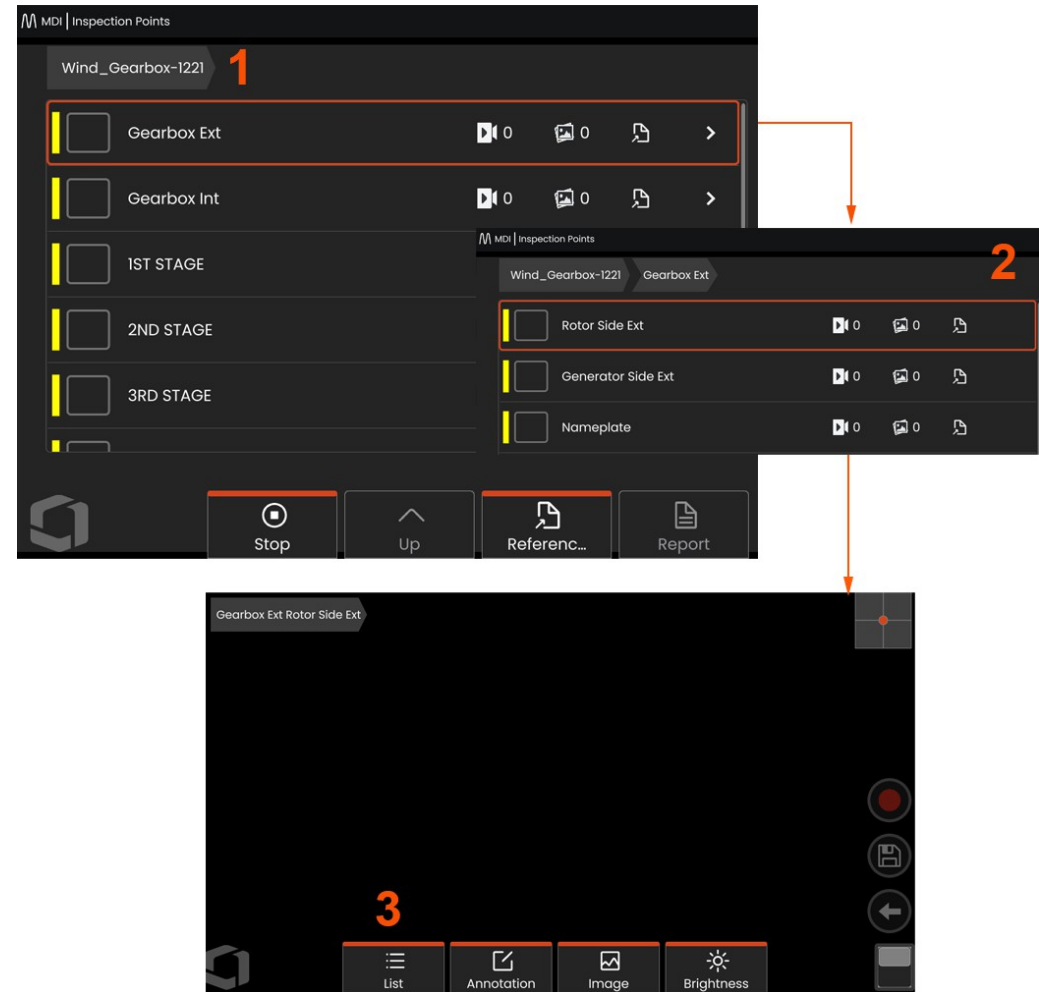 MDI | Inspection Points
Wind_Gearbox-1221
1
Gearbox Ext
0
0
Gearbox Int
0
0
1ST STAGE
2ND STAGE
3RD STAGE
Stop
Up
Referenc...
Report
MDI | Inspection Points
2
Wind_Gearbox-1221
Gearbox Ext
Rotor Side Ext
0
0
Generator Side Ext
0
0
Nameplate
0
0
Gearbox Ext Rotor Side Ext
3
List
Annotation
Image
Brightness